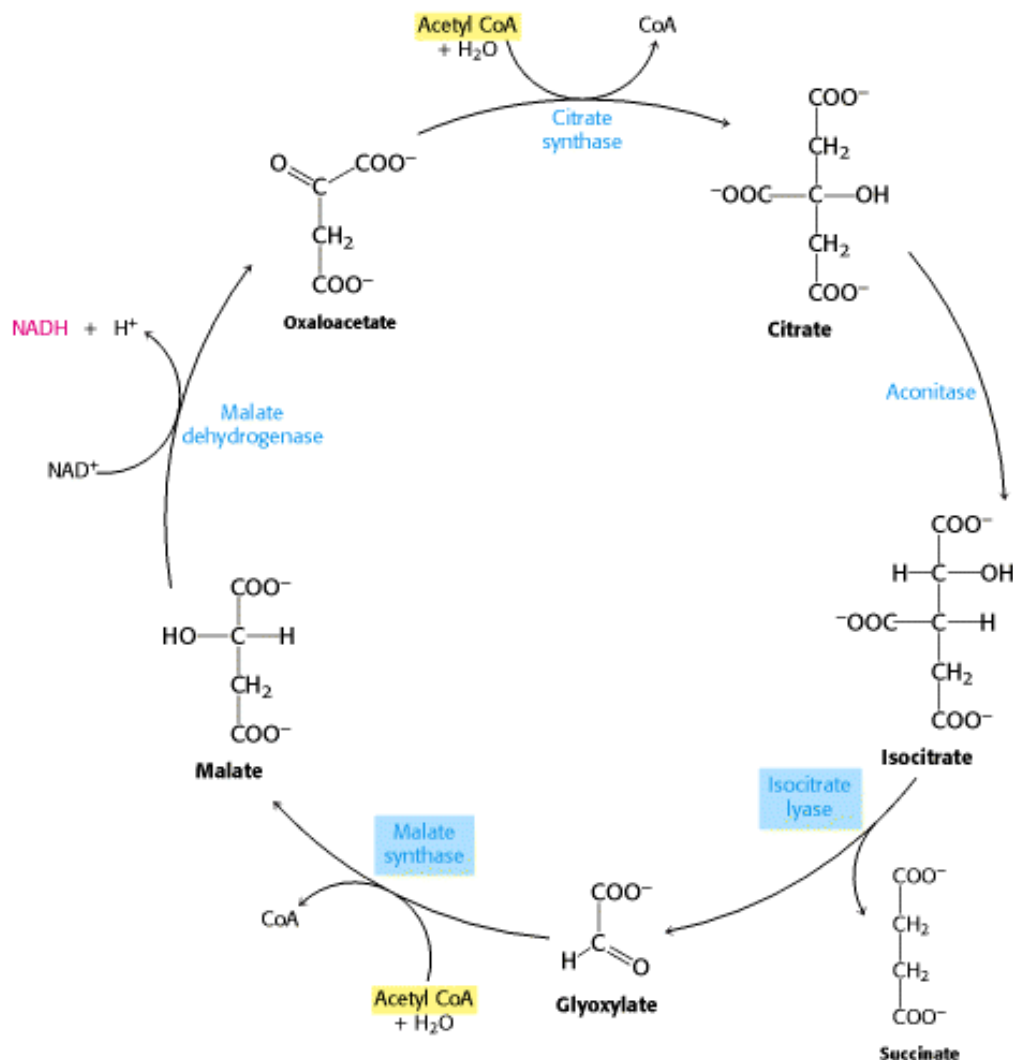 Acetyl CoA
+ H₂O
CoA
Citrate
synthase
O
COO⁻
C
CH₂
COO⁻
Oxaloacetate
COO⁻
CH₂
⁻OOC—C—OH
CH₂
COO⁻
Citrate
NADH + H⁺
Malate
dehydrogenase
NAD⁺
Aconitase
COO⁻
H—C—OH
⁻OOC—C—H
CH₂
COO⁻
Isocitrate
COO⁻
HO—C—H
CH₂
COO⁻
Malate
Isocitrate
lyase
Malate
synthase
CoA
Acetyl CoA
+ H₂O
COO⁻
C
H
O
Glyoxylate
COO⁻
CH₂
CH₂
COO⁻
Succinate